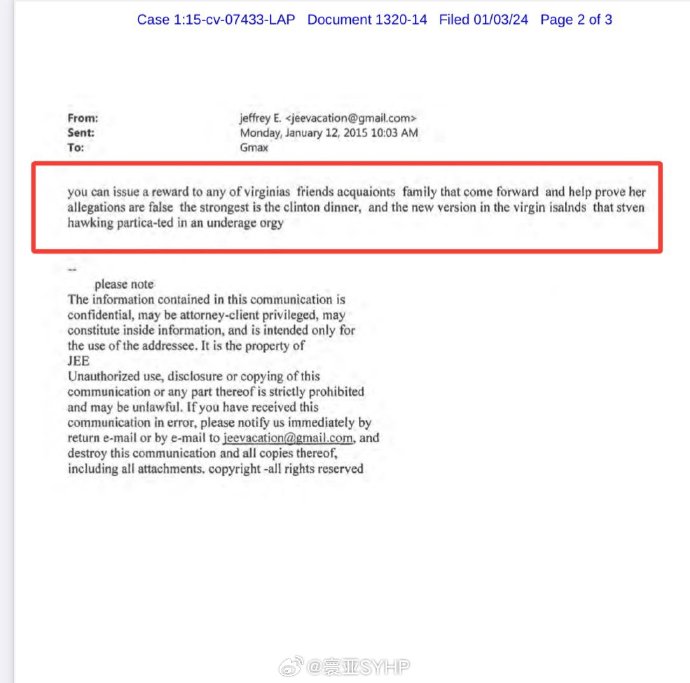 Case 1:15-cv-07433-LAP Document 1320-14 Filed 01/03/24 Page 2 of 3
From: jeffrey E. <jeevacation@gmail.com>
Sent: Monday, January 12, 2015 10:03 AM
To: Gmax
you can issue a reward to any of virginias friends acquaionts family that come forward and help prove her
allegations are false the strongest is the clinton dinner, and the new version in the virgin isalnds that stven
hawking partica-ted in an underage orgy
--
please note
The information contained in this communication is
confidential, may be attorney-client privileged, may
constitute inside information, and is intended only for
the use of the addressee. It is the property of
JEE
Unauthorized use, disclosure or copying of this
communication or any part thereof is strictly prohibited
and may be unlawful. If you have received this
communication in error, please notify us immediately by
return e-mail or by e-mail to jeevacation@gmail.com, and
destroy this communication and all copies thereof,
including all attachments. copyright -all rights reserved
@寰亚SYHP